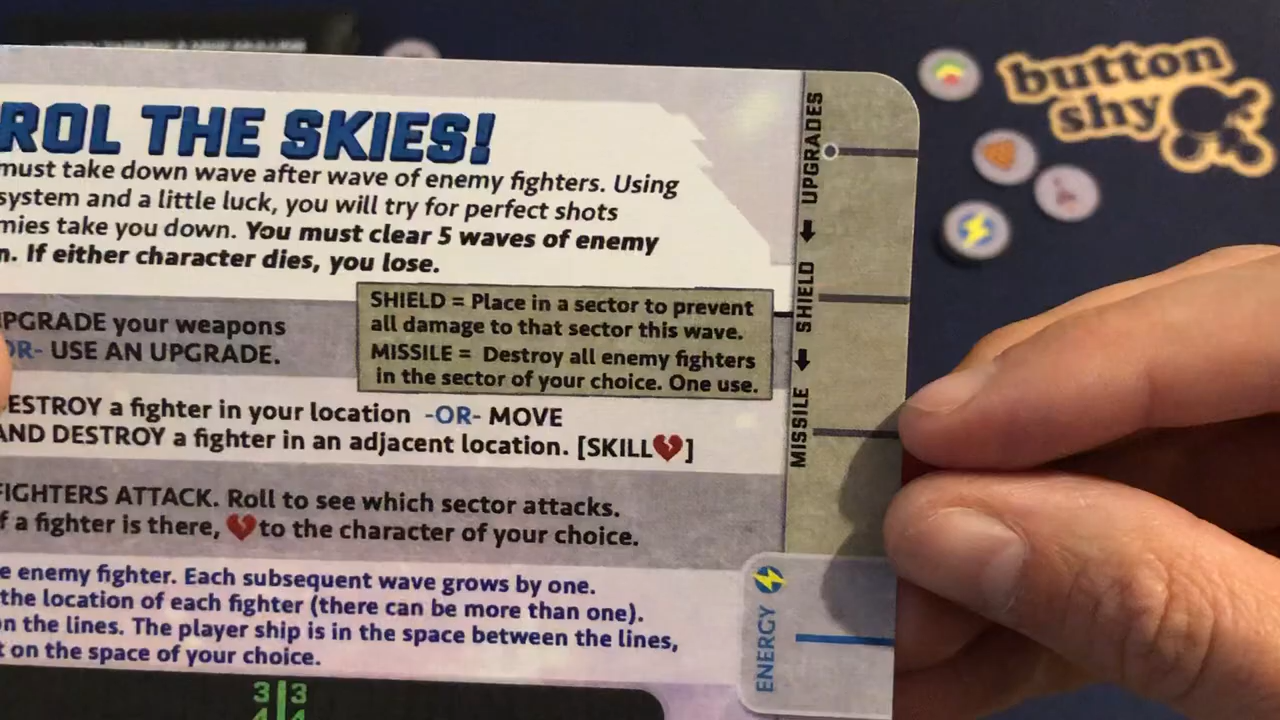 ROL THE SKIES!
must take down wave after wave of enemy fighters. Using
system and a little luck, you will try for perfect shots
mies take you down. You must clear 5 waves of enemy
n. If either character dies, you lose.
PGRADE your weapons
OR- USE AN UPGRADE.
SHIELD = Place in a sector to prevent
all damage to that sector this wave.
MISSILE = Destroy all enemy fighters
in the sector of your choice. One use.
ESTROY a fighter in your location -OR- MOVE
AND DESTROY a fighter in an adjacent location. [SKILL💔]
FIGHTERS ATTACK. Roll to see which sector attacks.
f a fighter is there, 💔 to the character of your choice.
e enemy fighter. Each subsequent wave grows by one.
the location of each fighter (there can be more than one).
on the lines. The player ship is in the space between the lines,
t on the space of your choice.
3 3
4 4
MISSILE ← SHIELD ← UPGRADES
ENERGY
button
shy